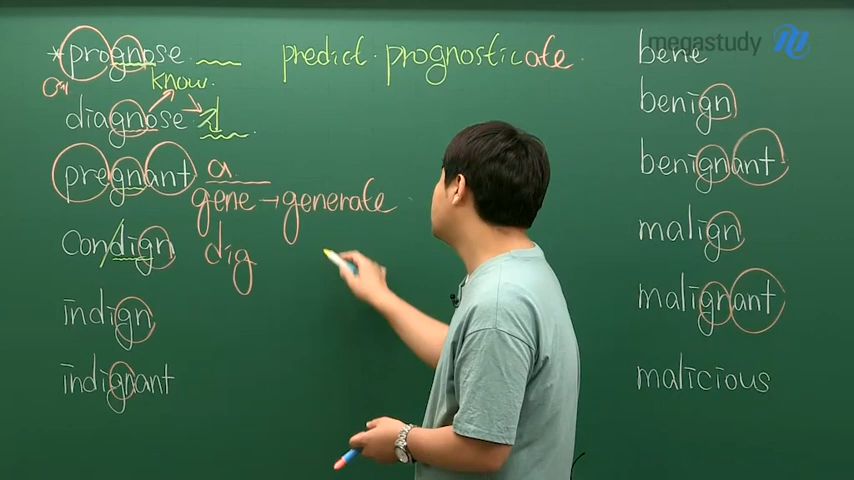 *prognose predict · prognosticate.
know.
diagnose
pregnant a.
gene → generate
Condign dig
indign
indignant
megastudy
bene
benign
benignant
malign
malignant
malicious